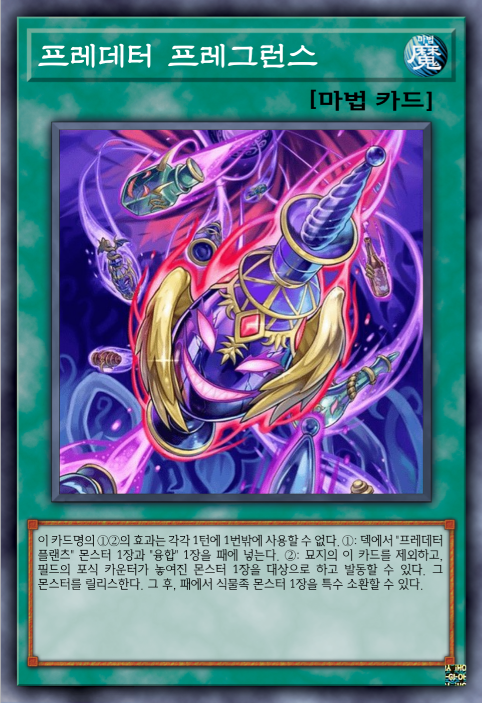 프레데터 프레그런스
마법
魔
[마법 카드]
이 카드명의 ①②의 효과는 각각 1턴에 1번밖에 사용할 수 없다. ①: 덱에서 "프레데터
플랜츠" 몬스터 1장과 "융합" 1장을 패에 넣는다. ②: 묘지의 이 카드를 제외하고,
필드의 포식 카운터가 놓여진 몬스터 1장을 대상으로 하고 발동할 수 있다. 그
몬스터를 릴리스한다. 그 후, 패에서 식물족 몬스터 1장을 특수 소환할 수 있다.